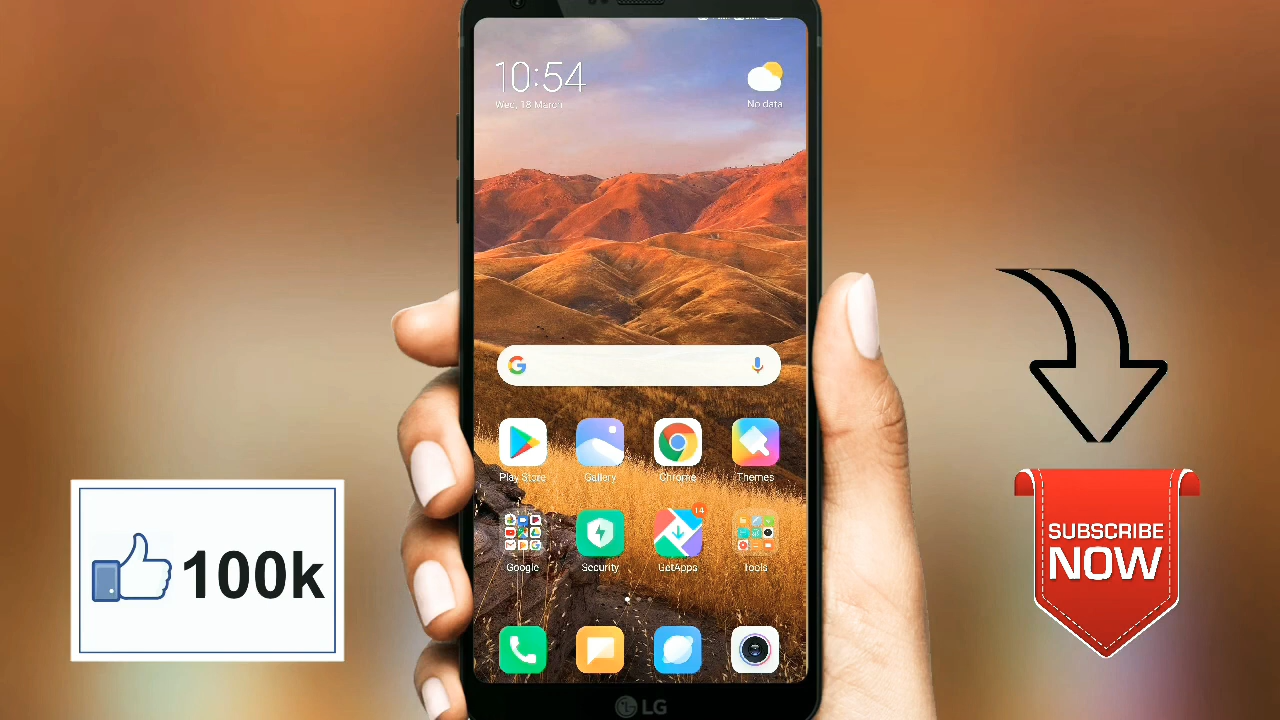 10:54
Wed, 18 March
No data
Play Store
Gallery
Chrome
Themes
14
Google
Security
GetApps
Tools
100k
SUBSCRIBE
NOW
LG